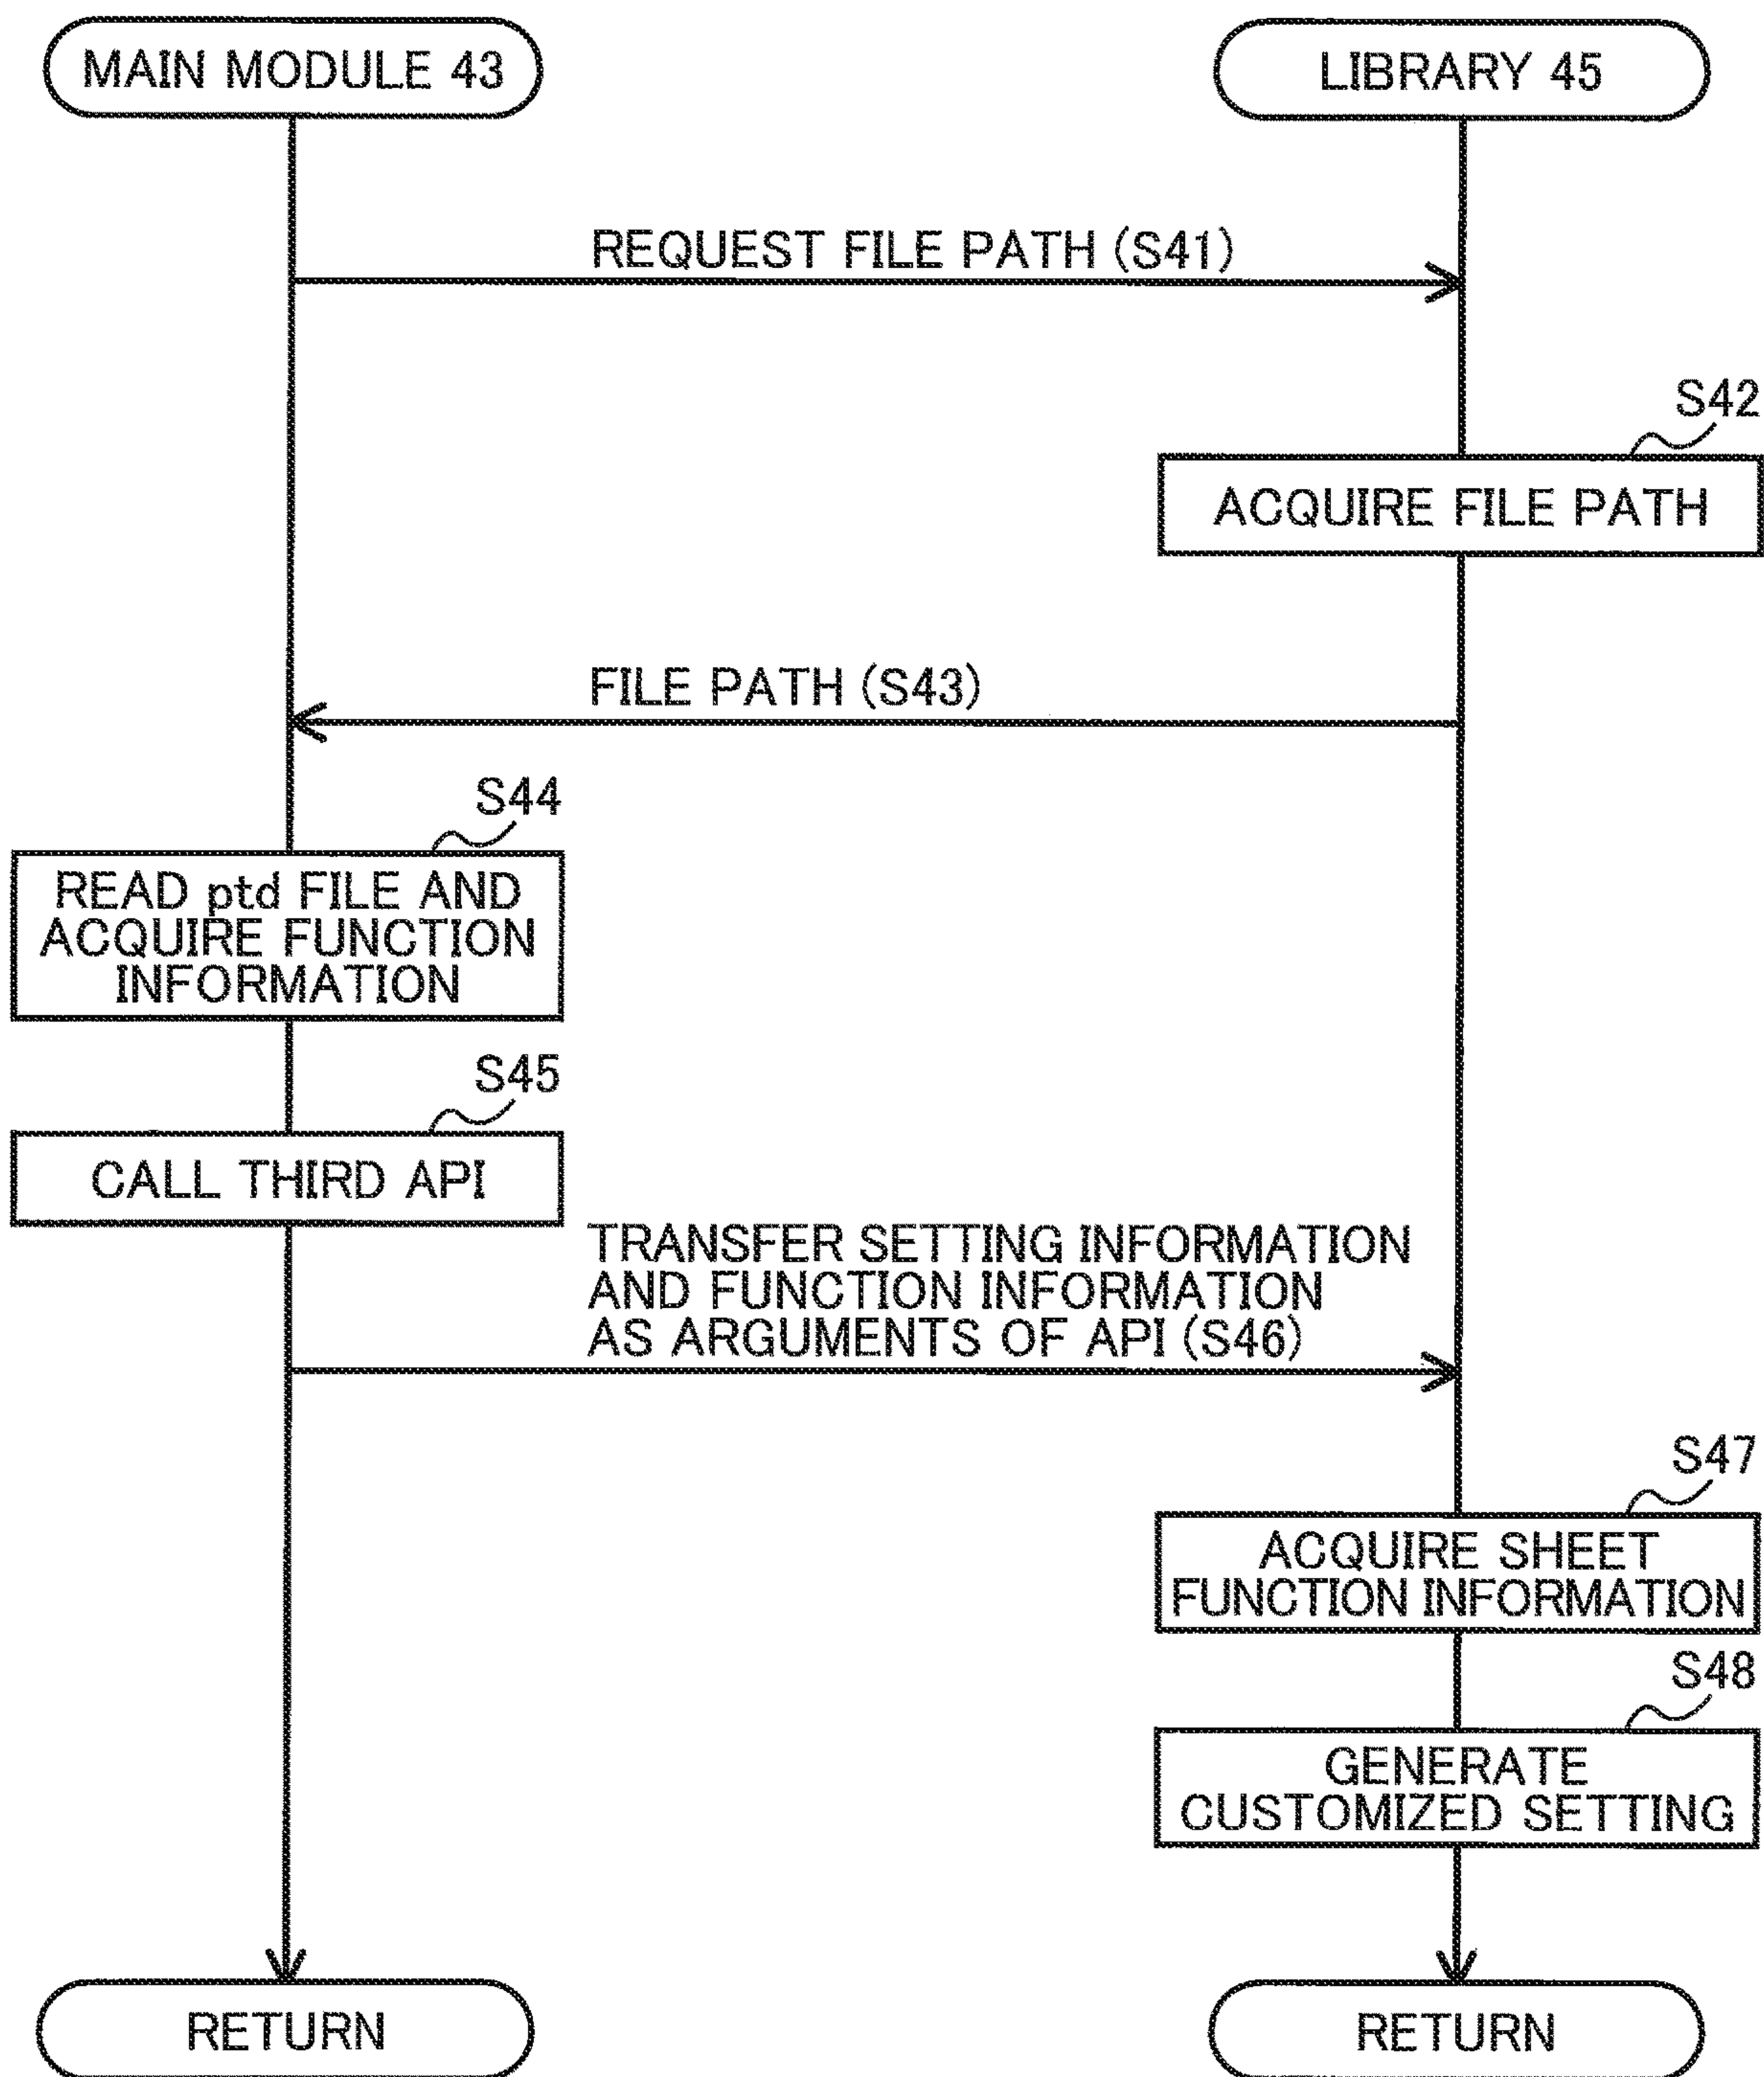 MAIN MODULE 43
LIBRARY 45
REQUEST FILE PATH (S41)
S42
ACQUIRE FILE PATH
FILE PATH (S43)
S44
READ ptd FILE AND
ACQUIRE FUNCTION
INFORMATION
S45
CALL THIRD API
TRANSFER SETTING INFORMATION
AND FUNCTION INFORMATION
AS ARGUMENTS OF API (S46)
S47
ACQUIRE SHEET
FUNCTION INFORMATION
S48
GENERATE
CUSTOMIZED SETTING
RETURN
RETURN